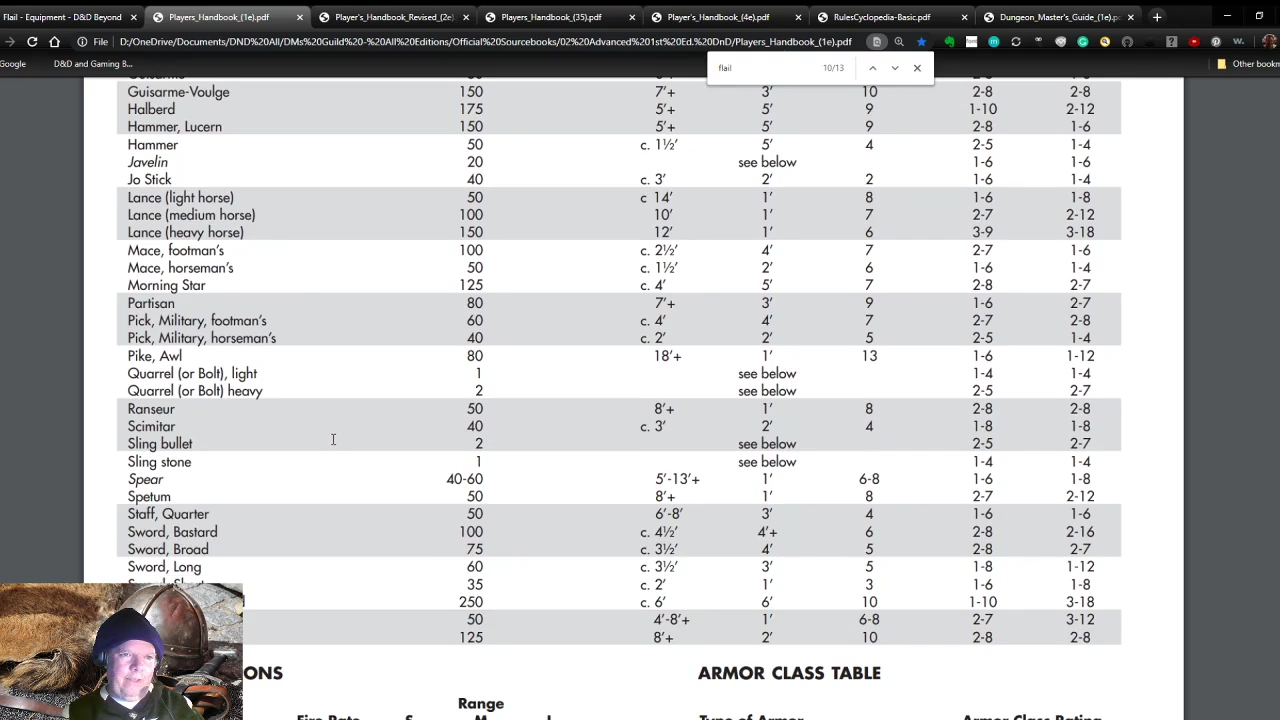 Flail - Equipment - D&D Beyond Players_Handbook_(1e).pdf Player's_Handbook_Revised_(2e). Players_Handbook_(35).pdf Player's_Handbook_(4e).pdf RulesCyclopedia-Basic.pdf Dungeon_Master's_Guide_(1e).pc
File D:/OneDrive/Documents/DND%20All/DMs%20Guild%20-%20All%20Editions/Official%20Sourcebooks/02%20Advanced%201st%20Ed.%20DnD/Players_Handbook_(1e).pdf
Google D&D and Gaming B... Other bookm
flail 10/13
Guisarme-Voulge 150 7'+ 3' 10 2-8 2-8
Halberd 175 5'+ 5' 9 1-10 2-12
Hammer, Lucern 150 5'+ 5' 9 2-8 1-6
Hammer 50 c. 1½' 5' 4 2-5 1-4
Javelin 20 see below 1-6 1-6
Jo Stick 40 c. 3' 2' 2 1-6 1-4
Lance (light horse) 50 c 14' 1' 8 1-6 1-8
Lance (medium horse) 100 10' 1' 7 2-7 2-12
Lance (heavy horse) 150 12' 1' 6 3-9 3-18
Mace, footman's 100 c. 2½' 4' 7 2-7 1-6
Mace, horseman's 50 c. 1½' 2' 6 1-6 1-4
Morning Star 125 c. 4' 5' 7 2-8 2-7
Partisan 80 7'+ 3' 9 1-6 2-7
Pick, Military, footman's 60 c. 4' 4' 7 2-7 2-8
Pick, Military, horseman's 40 c. 2' 2' 5 2-5 1-4
Pike, Awl 80 18'+ 1' 13 1-6 1-12
Quarrel (or Bolt), light 1 see below 1-4 1-4
Quarrel (or Bolt) heavy 2 see below 2-5 2-7
Ranseur 50 8'+ 1' 8 2-8 2-8
Scimitar 40 c. 3' 2' 4 1-8 1-8
Sling bullet 2 see below 2-5 2-7
Sling stone 1 see below 1-4 1-4
Spear 40-60 5'-13'+ 1' 6-8 1-6 1-8
Spetum 50 8'+ 1' 8 2-7 2-12
Staff, Quarter 50 6'-8' 3' 4 1-6 1-6
Sword, Bastard 100 c. 4½' 4'+ 6 2-8 2-16
Sword, Broad 75 c. 3½' 4' 5 2-8 2-7
Sword, Long 60 c. 3½' 3' 5 1-8 1-12
35 c. 2' 1' 3 1-6 1-8
250 c. 6' 6' 10 1-10 3-18
50 4'-8'+ 1' 6-8 2-7 3-12
125 8'+ 2' 10 2-8 2-8
ONS ARMOR CLASS TABLE
Range
Fire Rate S M L Type of Armor Armor Class Rating